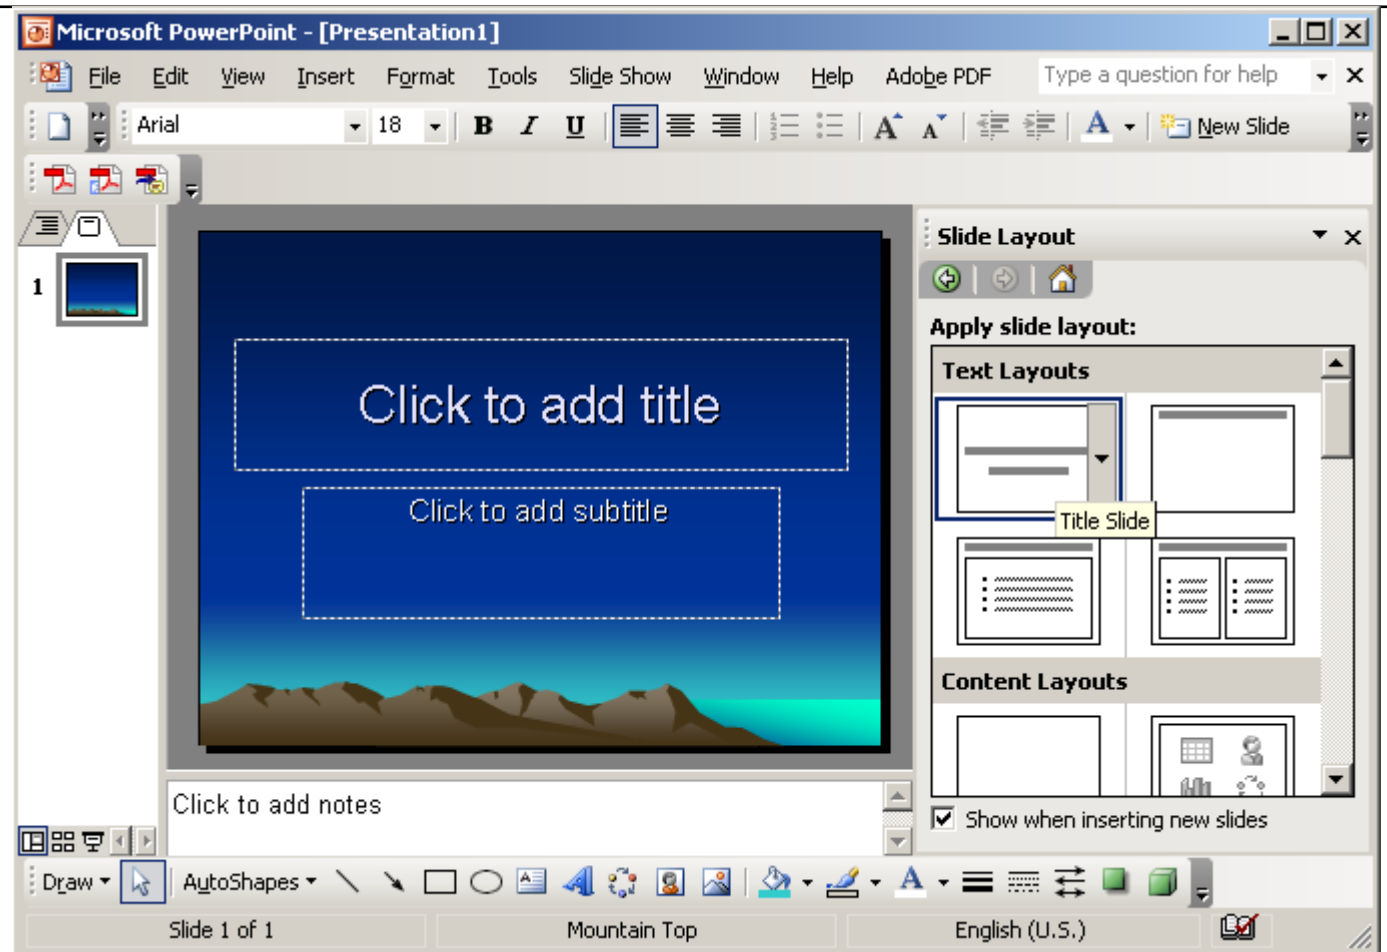 Microsoft PowerPoint - [Presentation1]
File Edit View Insert Format Tools Slide Show Window Help Adobe PDF Type a question for help
Arial 18 B I U A A A New Slide
Slide Layout
1
Apply slide layout:
Text Layouts
Click to add title
Click to add subtitle
Title Slide
Content Layouts
Click to add notes
Show when inserting new slides
Draw AutoShapes A
Slide 1 of 1 Mountain Top English (U.S.)